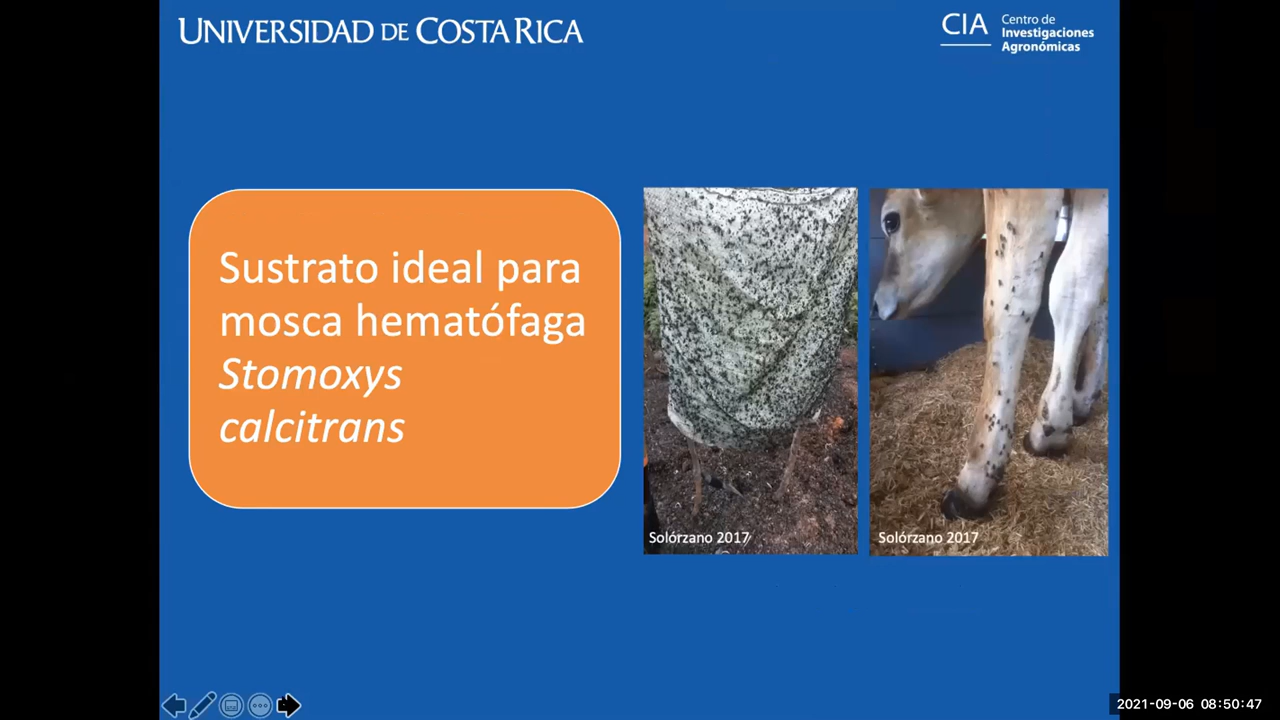 UNIVERSIDAD DE COSTA RICA
CIA
Centro de
Investigaciones
Agronómicas
Sustrato ideal para
mosca hematófaga
Stomoxys
calcitrans
Solórzano 2017
Solórzano 2017
2021-09-06 08:50:47